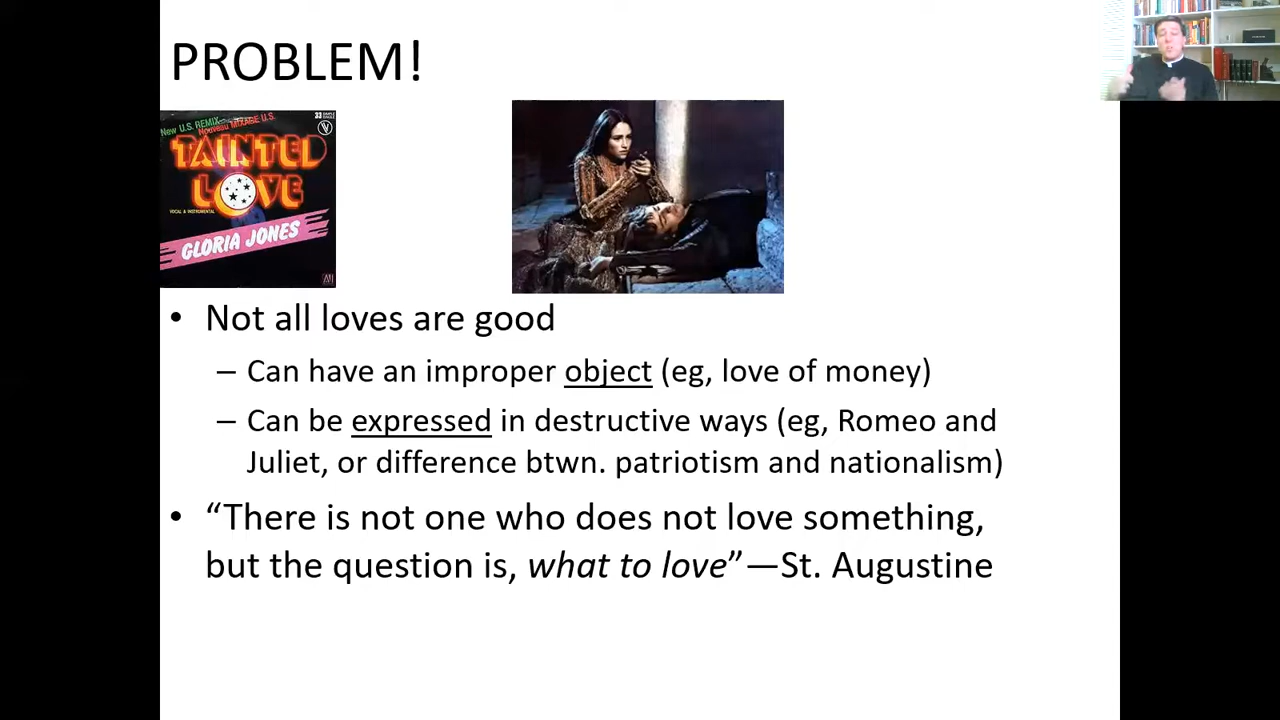 PROBLEM!
New U.S. REMIX
Nouveau MIXAGE U.S.
33
TAINTED
LOVE
VOCAL & INSTRUMENTAL
GLORIA JONES
• Not all loves are good
– Can have an improper object (eg, love of money)
– Can be expressed in destructive ways (eg, Romeo and
Juliet, or difference btwn. patriotism and nationalism)
• “There is not one who does not love something,
but the question is, what to love”—St. Augustine